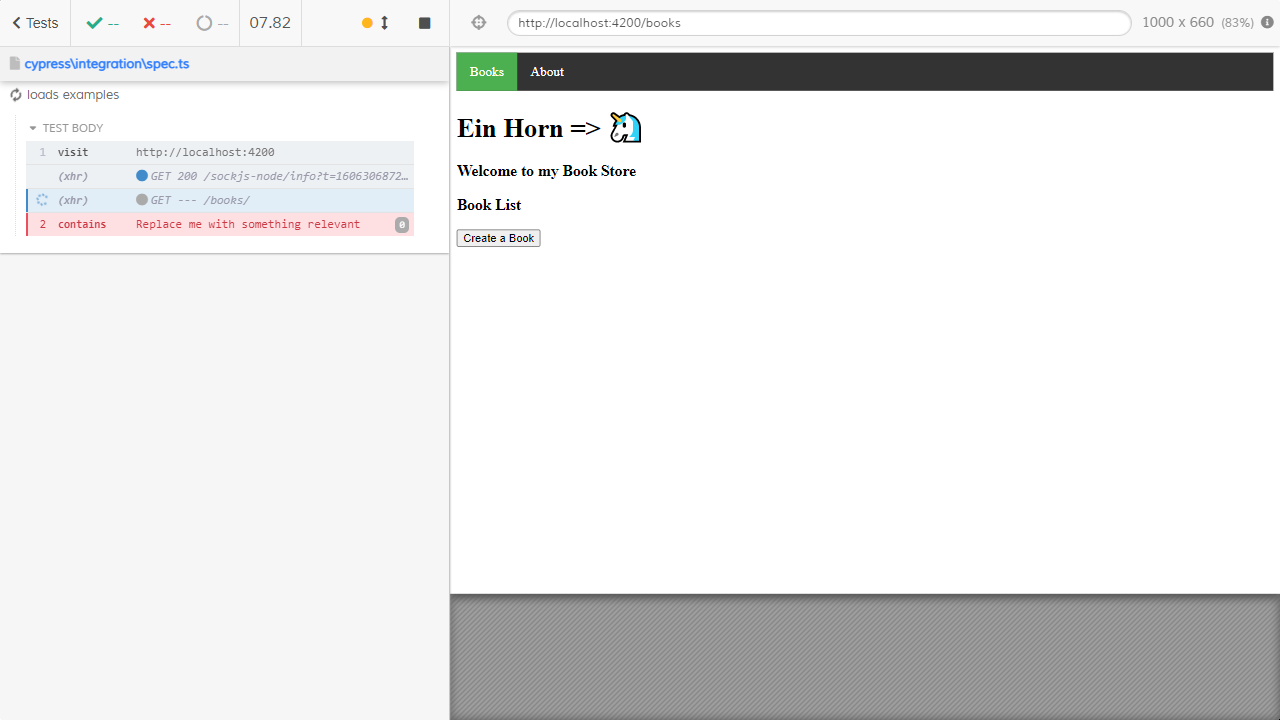 Tests -- -- -- 07.82
http://localhost:4200/books 1000 x 660 (83%)
cypress\integration\spec.ts
loads examples
TEST BODY
1 visit http://localhost:4200
(xhr) GET 200 /sockjs-node/info?t=1606306872...
(xhr) GET --- /books/
2 contains Replace me with something relevant 0
Books About
Ein Horn =>
Welcome to my Book Store
Book List
Create a Book